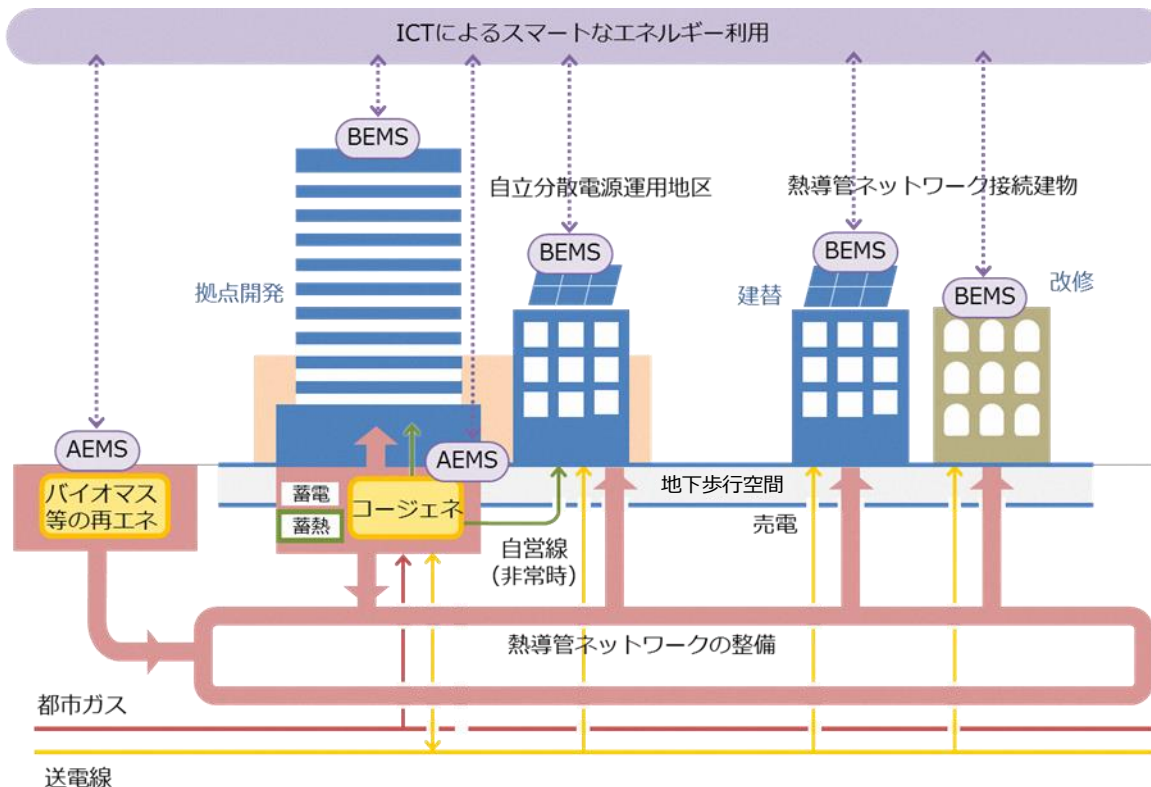 ICTによるスマートなエネルギー利用
BEMS
自立分散電源運用地区
熱導管ネットワーク接続建物
BEMS
BEMS
拠点開発
建替
BEMS
改修
AEMS
AEMS
バイオマス
等の再エネ
蓄電
蓄熱
コージェネ
地下歩行空間
売電
自営線
(非常時)
熱導管ネットワークの整備
都市ガス
送電線